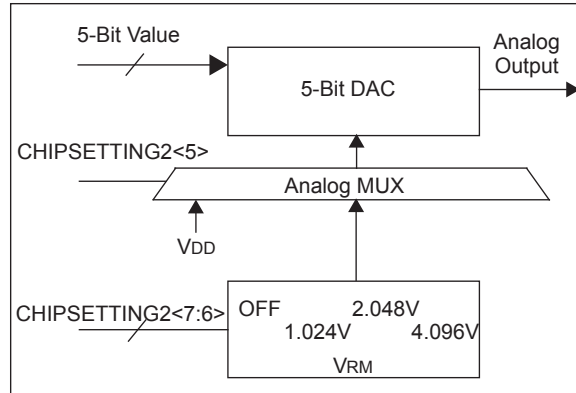 5-Bit Value
Analog
Output
5-Bit DAC
CHIPSETTING2<5>
Analog MUX
VDD
CHIPSETTING2<7:6>
OFF 2.048V
1.024V 4.096V
VRM